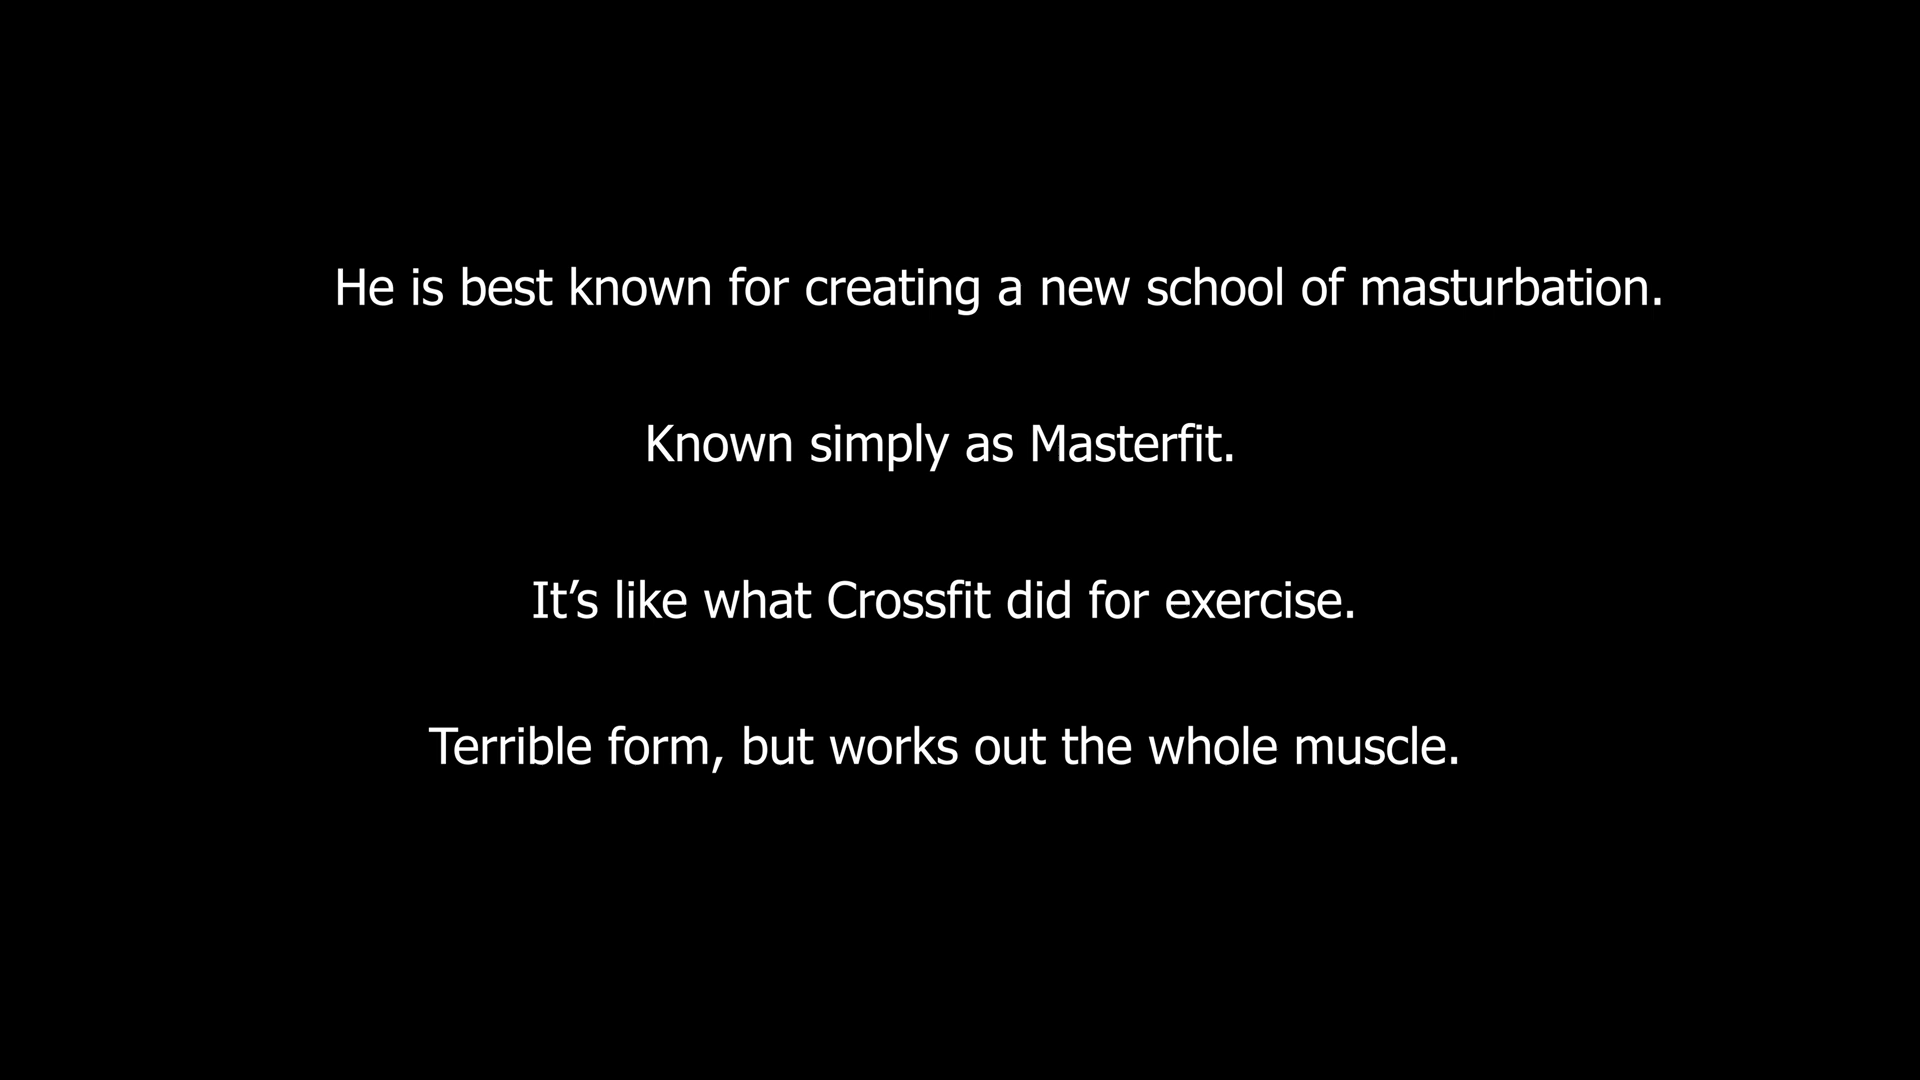 He is best known for creating a new school of masturbation.
Known simply as Masterfit.
It’s like what Crossfit did for exercise.
Terrible form, but works out the whole muscle.